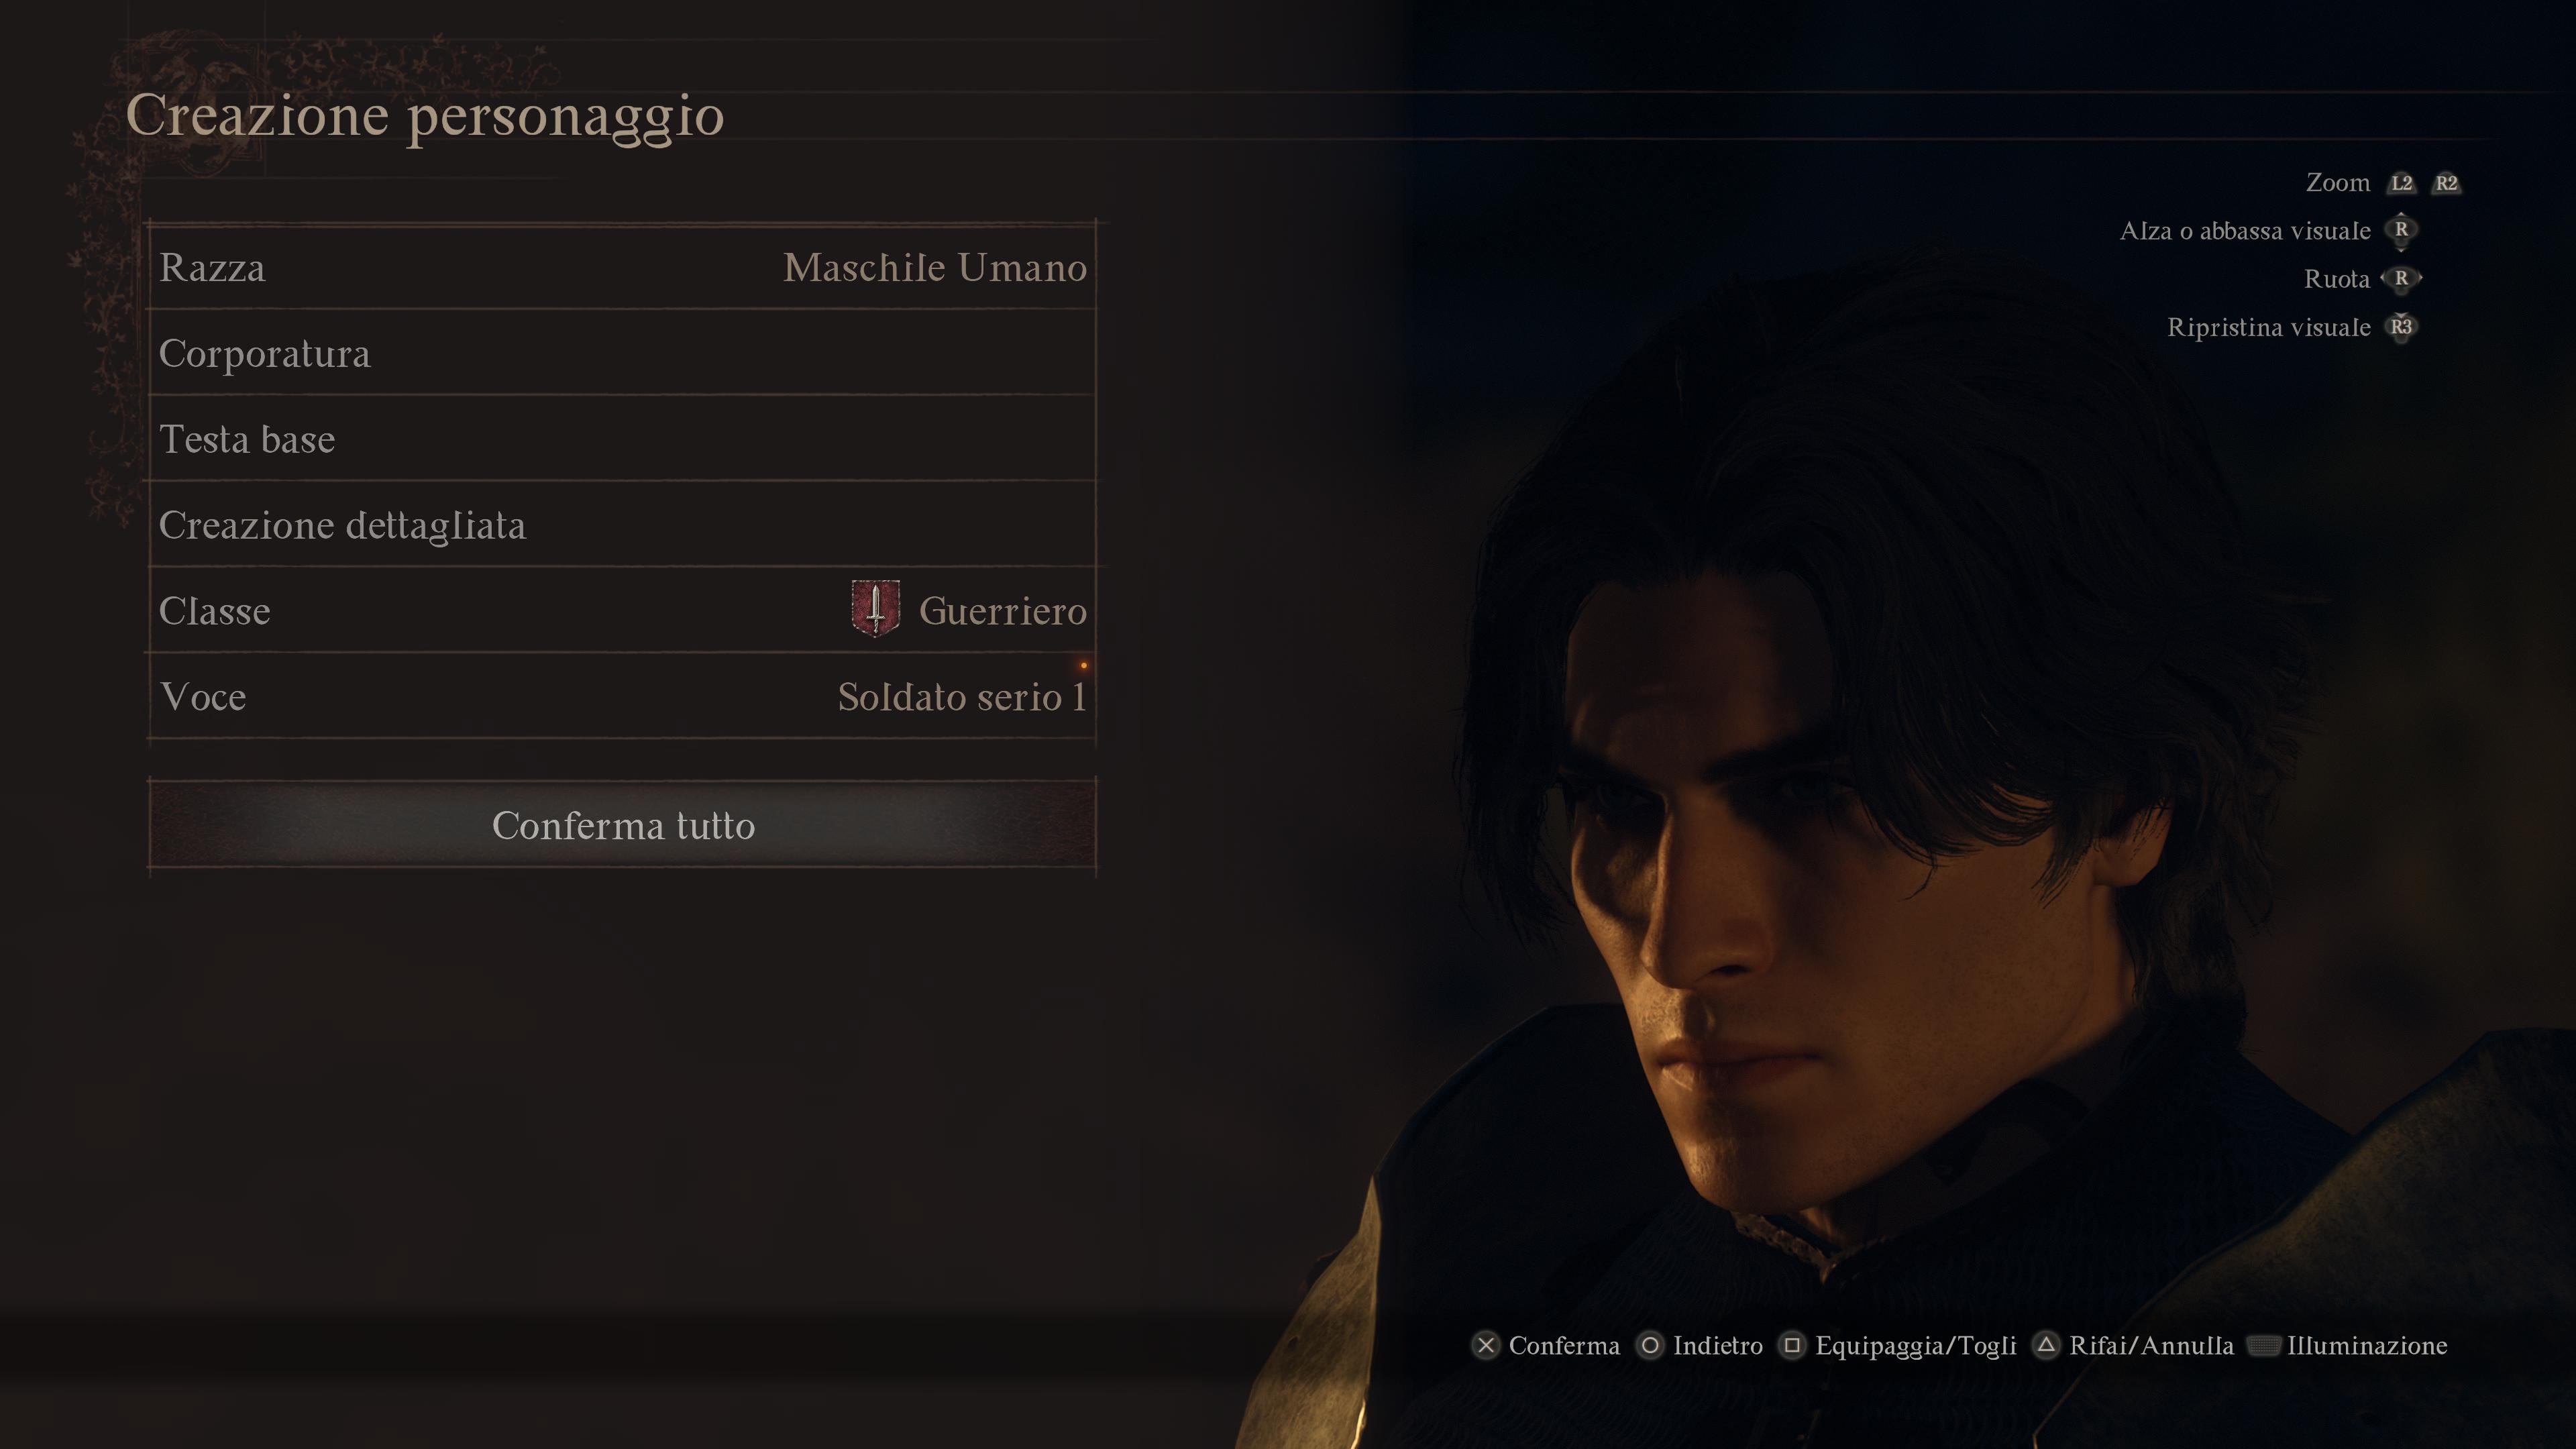 Creazione personaggio
Zoom L2 R2
Alza o abbassa visuale R
Ruota R
Ripristina visuale R3
Razza Maschile Umano
Corporatura
Testa base
Creazione dettagliata
Classe Guerriero
Voce Soldato serio 1
Conferma tutto
Conferma Indietro Equipaggia/Togli Rifai/Annulla Illuminazione